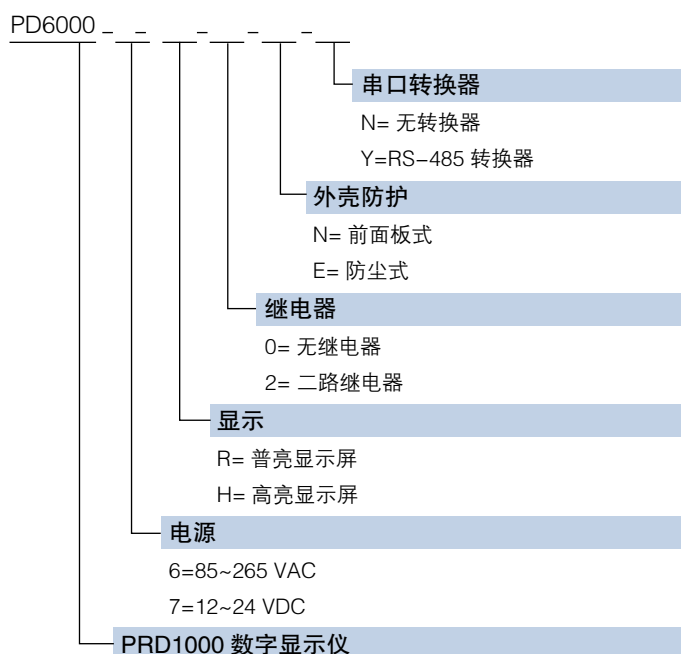 PD6000 _ _ _ _ _ _
串口转换器
N= 无转换器
Y=RS-485 转换器
外壳防护
N= 前面板式
E= 防尘式
继电器
0= 无继电器
2= 二路继电器
显示
R= 普亮显示屏
H= 高亮显示屏
电源
6=85~265 VAC
7=12~24 VDC
PRD1000 数字显示仪